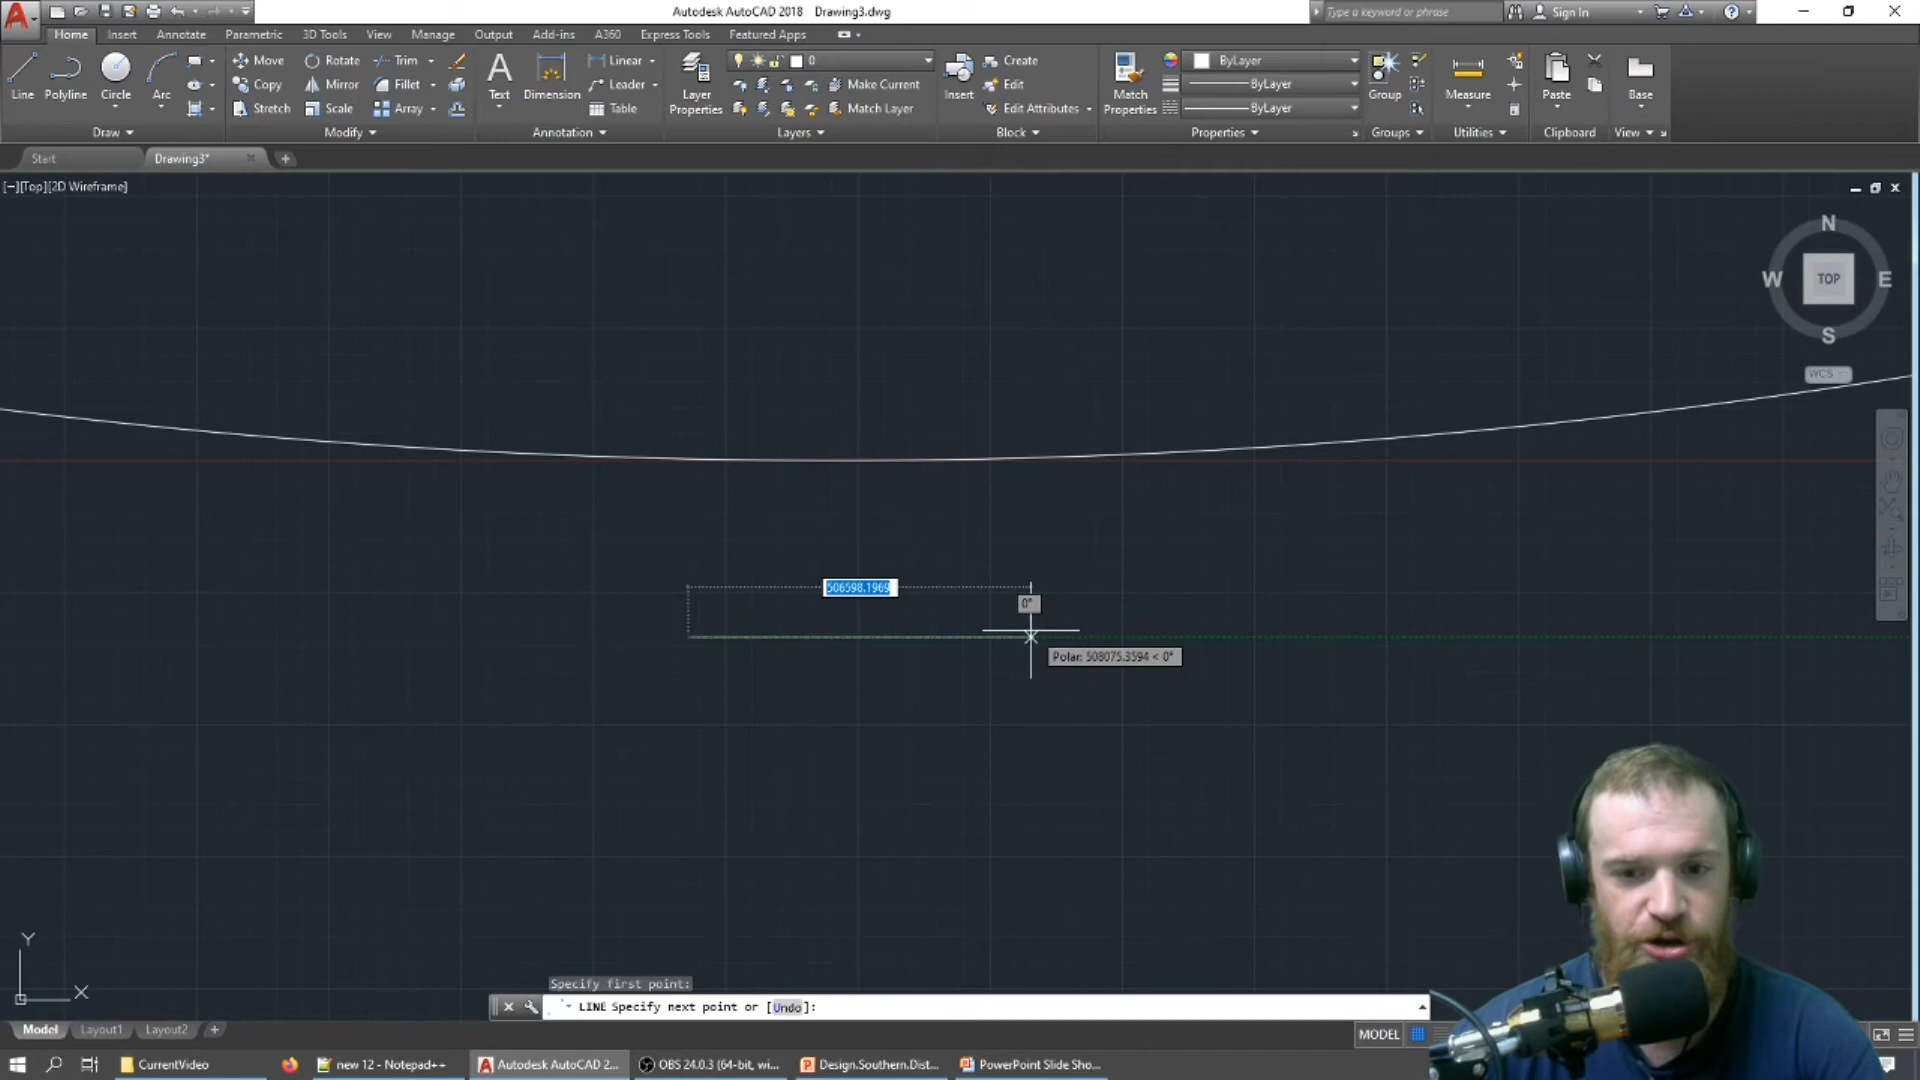 Autodesk AutoCAD 2018 Drawing3.dwg
Type a keyword or phrase
Sign In
Home Insert Annotate Parametric 3D Tools View Manage Output Add-ins A360 Express Tools Featured Apps
Line Polyline Circle Arc
Move Rotate Trim
Copy Mirror Fillet
Stretch Scale Array
Text Dimension
Linear
Leader
Table
Layer Properties
0
Make Current
Match Layer
Insert
Create
Edit
Edit Attributes
Match Properties
ByLayer
ByLayer
ByLayer
Group
Measure
Paste
Base
Draw Modify Annotation Layers Block Properties Groups Utilities Clipboard View
Start Drawing3*
[−][Top][2D Wireframe]
N
W TOP E
S
WCS
506598.1969
0°
Polar: 508075.3594 < 0°
Y
X
Specify first point:
LINE Specify next point or [Undo]:
Model Layout1 Layout2
MODEL
CurrentVideo new 12 - Notepad++ Autodesk AutoCAD 2... OBS 24.0.3 (64-bit, wi... Design.Southern.Dist... PowerPoint Slide Sho...